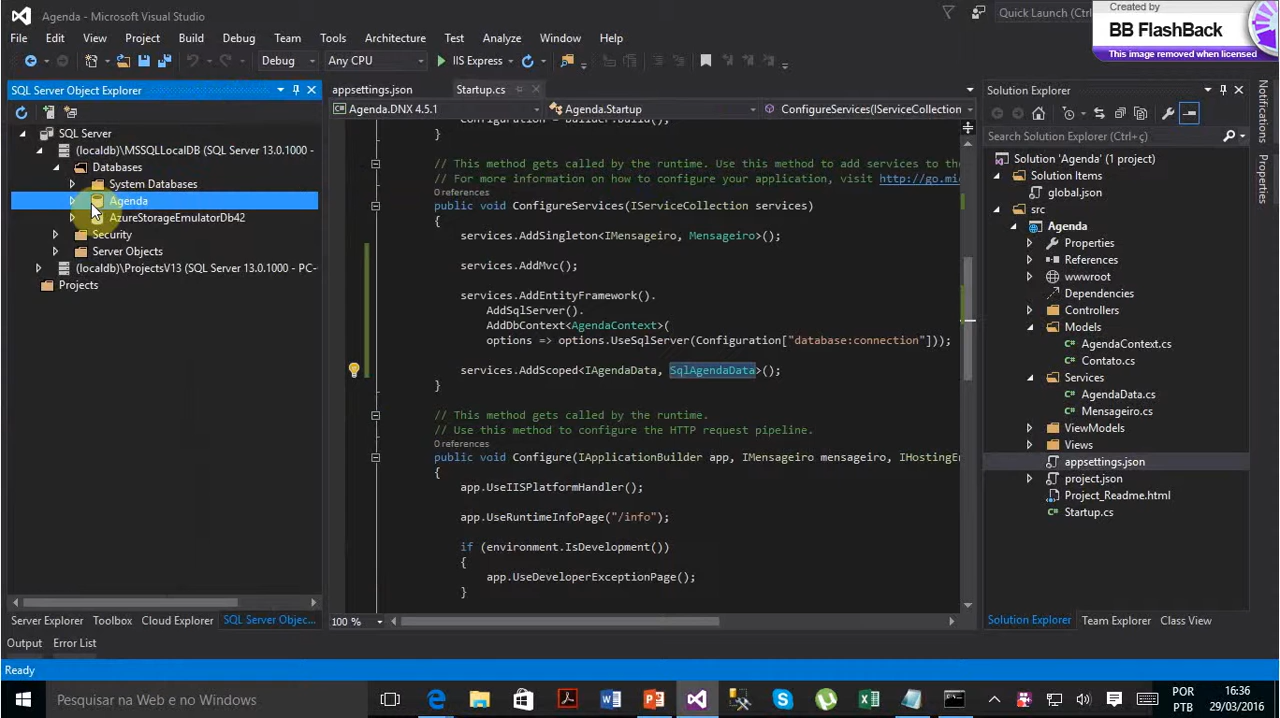 Agenda - Microsoft Visual Studio
Quick Launch (Ctrl
Created by
BB FlashBack
This image removed when licensed
File Edit View Project Build Debug Team Tools Architecture Test Analyze Window Help
Debug Any CPU IIS Express
SQL Server Object Explorer
SQL Server
(localdb)\MSSQLLocalDB (SQL Server 13.0.1000 -
Databases
System Databases
Agenda
AzureStorageEmulatorDb42
Security
Server Objects
(localdb)\ProjectsV13 (SQL Server 13.0.1000 - PC-
Projects
Server Explorer Toolbox Cloud Explorer SQL Server Objec...
appsettings.json Startup.cs
Agenda.DNX 4.5.1 Agenda.Startup ConfigureServices(IServiceCollection
Configuration = builder.Build();
}
// This method gets called by the runtime. Use this method to add services to the
// For more information on how to configure your application, visit http://go.mi
0 references
public void ConfigureServices(IServiceCollection services)
{
services.AddSingleton<IMensageiro, Mensageiro>();
services.AddMvc();
services.AddEntityFramework().
AddSqlServer().
AddDbContext<AgendaContext>(
options => options.UseSqlServer(Configuration["database:connection"]));
services.AddScoped<IAgendaData, SqlAgendaData>();
}
// This method gets called by the runtime.
// Use this method to configure the HTTP request pipeline.
0 references
public void Configure(IApplicationBuilder app, IMensageiro mensageiro, IHostingEn
{
app.UseIISPlatformHandler();
app.UseRuntimeInfoPage("/info");
if (environment.IsDevelopment())
{
app.UseDeveloperExceptionPage();
}
100 %
Solution Explorer
Search Solution Explorer (Ctrl+ç)
Solution 'Agenda' (1 project)
Solution Items
global.json
src
Agenda
Properties
References
wwwroot
Dependencies
Controllers
Models
AgendaContext.cs
Contato.cs
Services
AgendaData.cs
Mensageiro.cs
ViewModels
Views
appsettings.json
project.json
Project_Readme.html
Startup.cs
Solution Explorer Team Explorer Class View
Notifications
Properties
Output Error List
Ready
Pesquisar na Web e no Windows
POR
PTB
16:36
29/03/2016